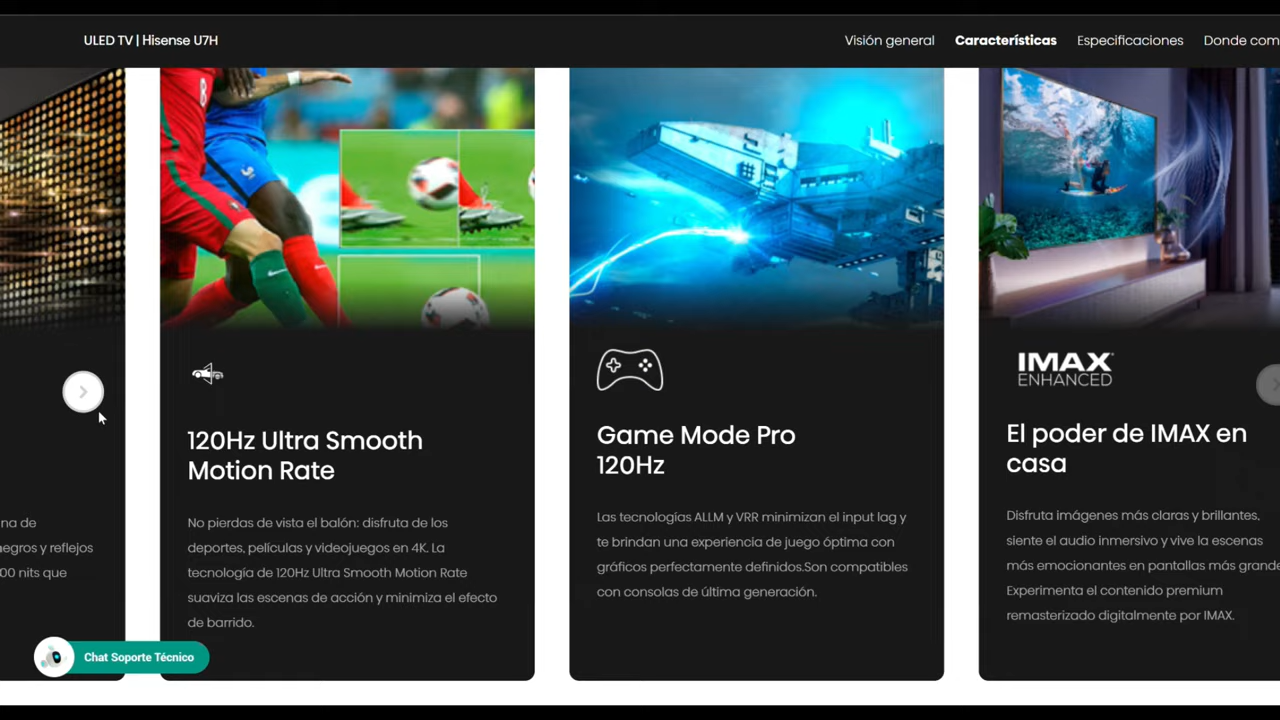 ULED TV | Hisense U7H
Visión general
Características
Especificaciones
Donde com
na de
negros y reflejos
00 nits que
120Hz Ultra Smooth
Motion Rate
No pierdas de vista el balón: disfruta de los
deportes, películas y videojuegos en 4K. La
tecnología de 120Hz Ultra Smooth Motion Rate
suaviza las escenas de acción y minimiza el efecto
de barrido.
Game Mode Pro
120Hz
Las tecnologías ALLM y VRR minimizan el input lag y
te brindan una experiencia de juego óptima con
gráficos perfectamente definidos.Son compatibles
con consolas de última generación.
IMAX
ENHANCED
El poder de IMAX en
casa
Disfruta imágenes más claras y brillantes,
siente el audio inmersivo y vive la escenas
más emocionantes en pantallas más grande
Experimenta el contenido premium
remasterizado digitalmente por IMAX.
Chat Soporte Técnico